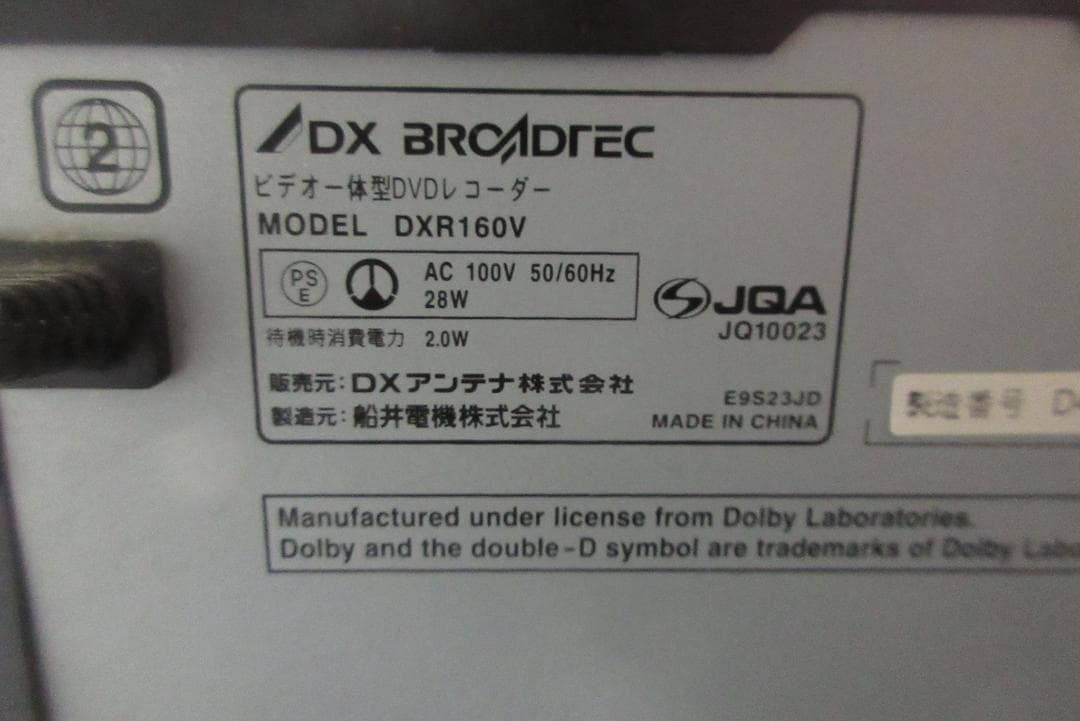 2
DX BROADTEC
ビデオ一体型DVDレコーダー
MODEL DXR160V
PS E
AC 100V 50/60Hz
28W
JQA
JQ10023
待機時消費電力 2.0W
販売元:DXアンテナ株式会社
製造元:船井電機株式会社
E9S23JD
MADE IN CHINA
製造番号 D-
Manufactured under license from Dolby Laboratories.
Dolby and the double-D symbol are trademarks of Dolby